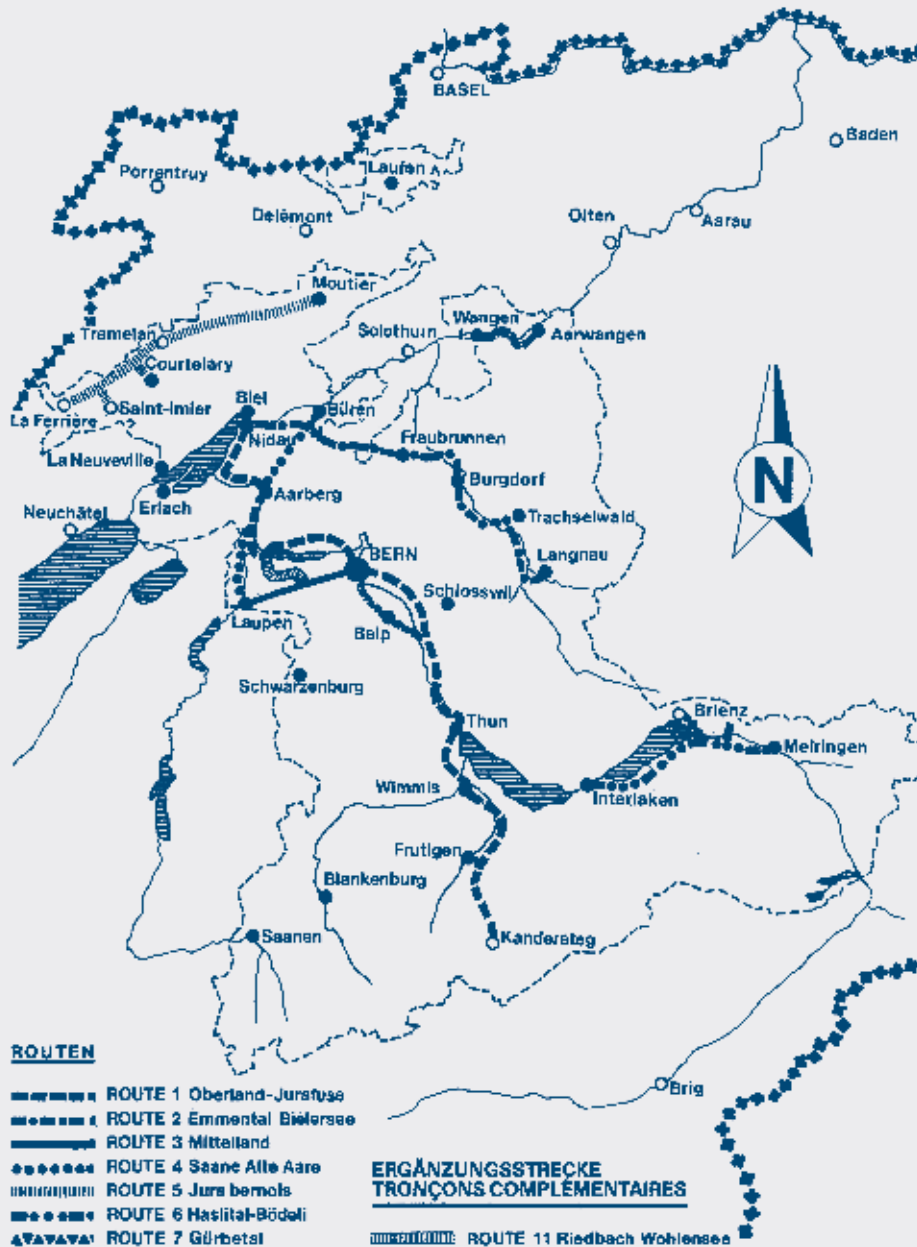 BASEL
Baden
Porrentruy
Laufen
Delémont
Olten
Aarau
Moutier
Solothurn
Wangen
Aarwangen
Tramelan
Courtelary
Biel
Büren
La Ferrière
Saint-Imier
Nidau
Fraubrunnen
La Neuveville
Burgdorf
Neuchâtel
Erlach
Aarberg
Trachselwald
N
BERN
Langnau
Schlosswil
Laupen
Belp
Schwarzenburg
Thun
Brienz
Meiringen
Wimmis
Interlaken
Frutigen
Blankenburg
Saanen
Kandersteg
Brig
ROUTEN
ROUTE 1 Oberland-Jurafuss
ROUTE 2 Emmental Bielersee
ROUTE 3 Mittelland
ROUTE 4 Saane Alte Aare
ROUTE 5 Jura bernois
ROUTE 6 Haslital-Bödeli
ROUTE 7 Gürbetal
ERGÄNZUNGSSTRECKE
TRONÇONS COMPLÉMENTAIRES
ROUTE 11 Riedbach Wohlensee